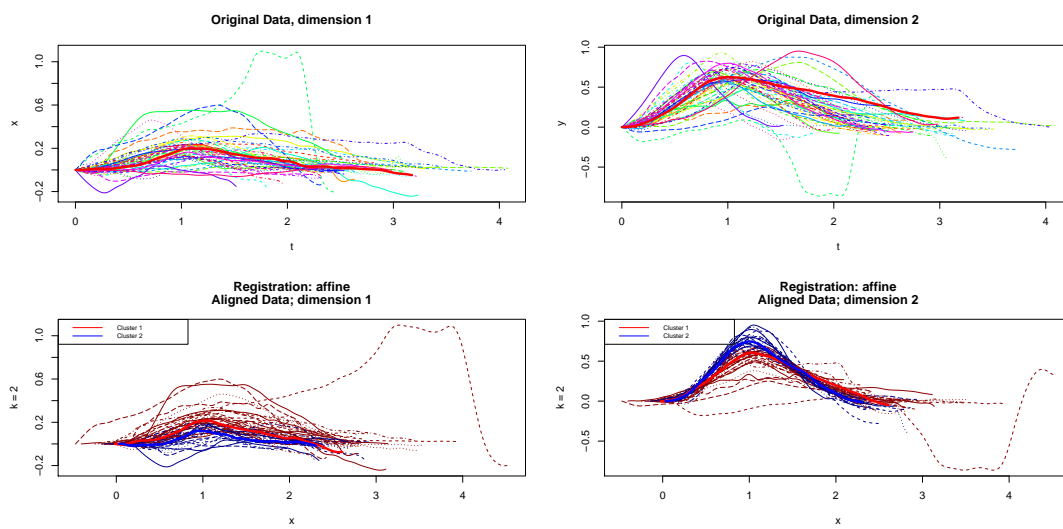 Original Data, dimension 1
x
1.0
0.6
0.2
−0.2
0
1
2
3
4
t
Original Data, dimension 2
y
1.0
0.5
0.0
−0.5
0
1
2
3
4
t
Registration: affine
Aligned Data; dimension 1
k = 2
1.0
0.6
0.2
−0.2
Cluster 1
Cluster 2
0
1
2
3
4
x
Registration: affine
Aligned Data; dimension 2
k = 2
1.0
0.5
0.0
−0.5
Cluster 1
Cluster 2
0
1
2
3
4
x